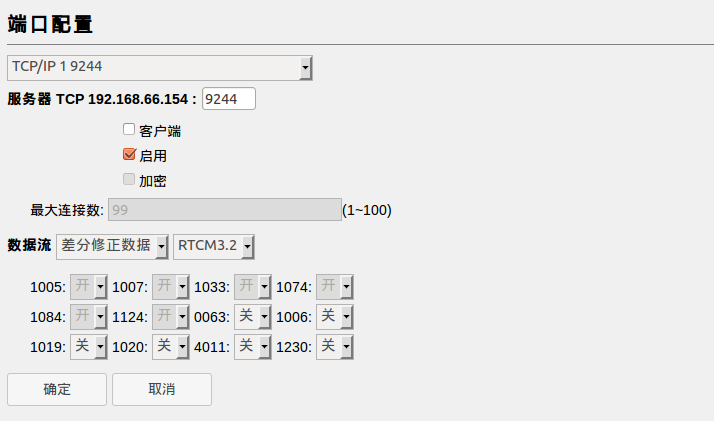 端口配置
TCP/IP 1 9244
服务器 TCP 192.168.66.154 : 9244
客户端
启用
加密
最大连接数: 99 (1~100)
数据流 差分修正数据 RTCM3.2
1005: 开 1007: 开 1033: 开 1074: 开
1084: 开 1124: 开 0063: 关 1006: 关
1019: 关 1020: 关 4011: 关 1230: 关
确定 取消